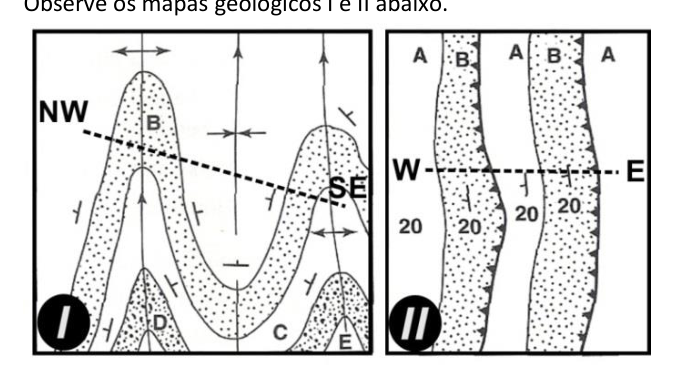 Observe os mapas geológicos I e II abaixo.
A B A B A
NW
B
W E
SE
20 20 20 20
I D C E II